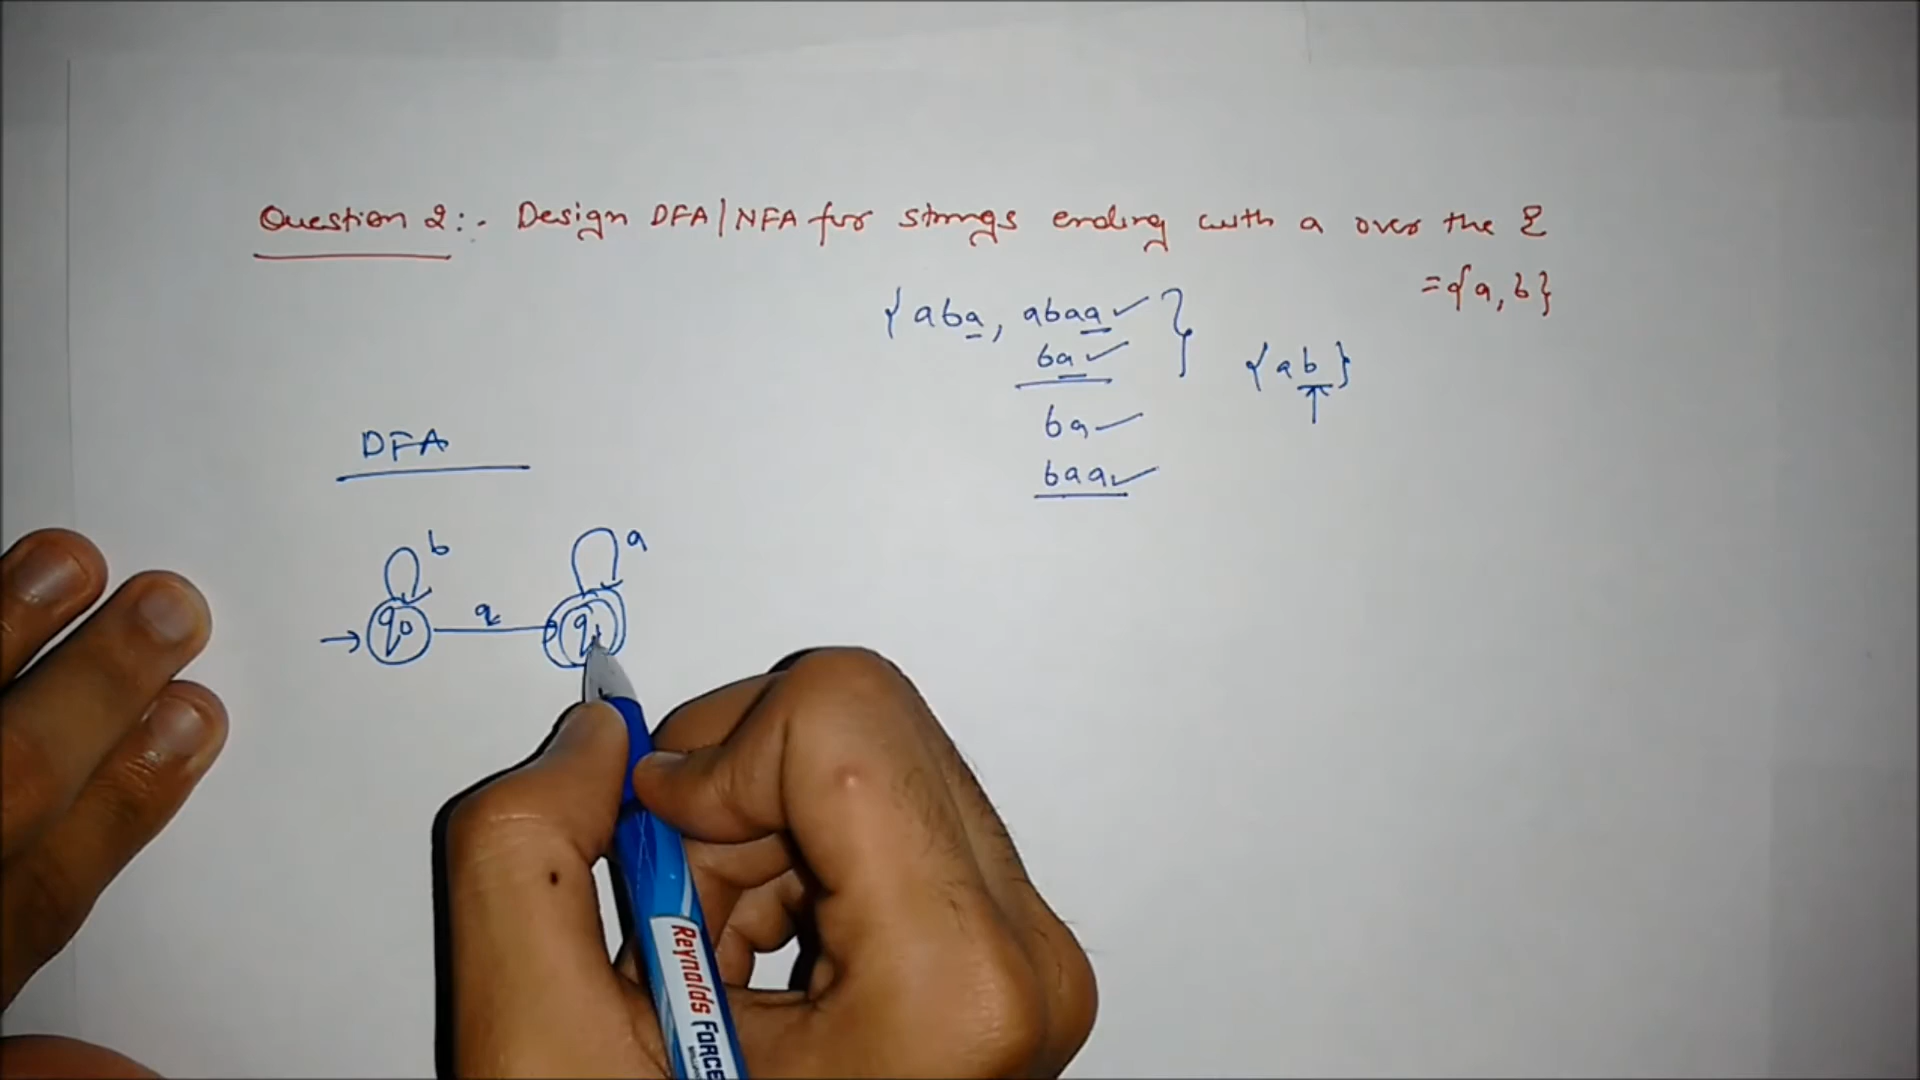 Question 2:- Design DFA/NFA for strings ending with a over the Σ
= {a, b}
{ aba, abaa ✓ }
ba ✓
{ ab }
↑
ba ✓
baa ✓
DFA
b
a
a
→ q0
q1
Reynolds FORCE